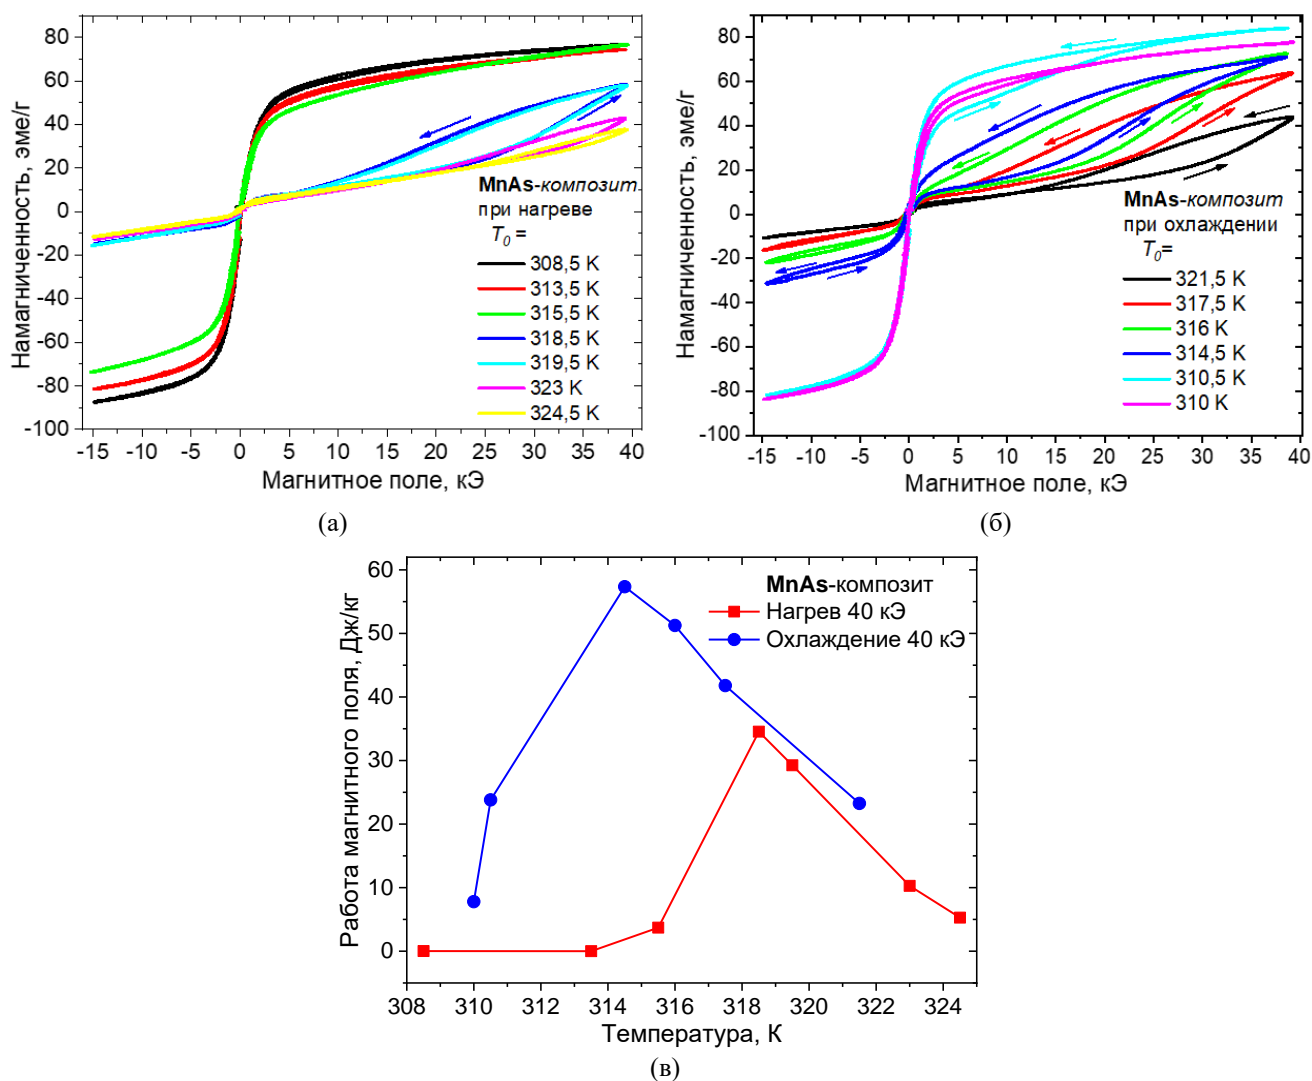 80
60
40
20
0
-20
-40
-60
-80
-100
Намагниченность, эме/г
MnAs-композит.
при нагреве
T0 =
308,5 K
313,5 K
315,5 K
318,5 K
319,5 K
323 K
324,5 K
-15 -10 -5 0 5 10 15 20 25 30 35 40
Магнитное поле, кЭ
(а)
80
60
40
20
0
-20
-40
-60
-80
-100
Намагниченность, эме/г
MnAs-композит
при охлаждении
T0=
321,5 K
317,5 K
316 K
314,5 K
310,5 K
310 K
-15 -10 -5 0 5 10 15 20 25 30 35 40
Магнитное поле, кЭ
(б)
60
50
40
30
20
10
0
Работа магнитного поля, Дж/кг
MnAs-композит
Нагрев 40 кЭ
Охлаждение 40 кЭ
308 310 312 314 316 318 320 322 324
Температура, К
(в)